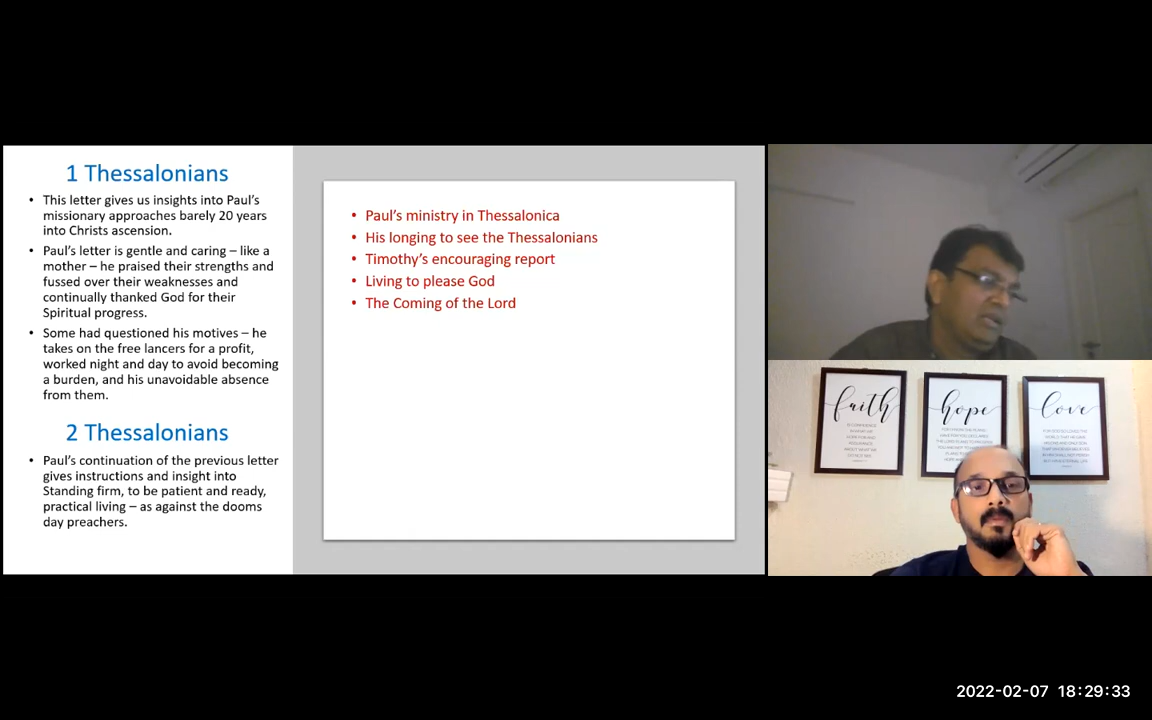 1 Thessalonians
• This letter gives us insights into Paul's
missionary approaches barely 20 years
into Christs ascension.
• Paul's letter is gentle and caring – like a
mother – he praised their strengths and
fussed over their weaknesses and
continually thanked God for their
Spiritual progress.
• Some had questioned his motives – he
takes on the free lancers for a profit,
worked night and day to avoid becoming
a burden, and his unavoidable absence
from them.
2 Thessalonians
• Paul's continuation of the previous letter
gives instructions and insight into
Standing firm, to be patient and ready,
practical living – as against the dooms
day preachers.
• Paul's ministry in Thessalonica
• His longing to see the Thessalonians
• Timothy's encouraging report
• Living to please God
• The Coming of the Lord
faith
hope
love
2022-02-07 18:29:33